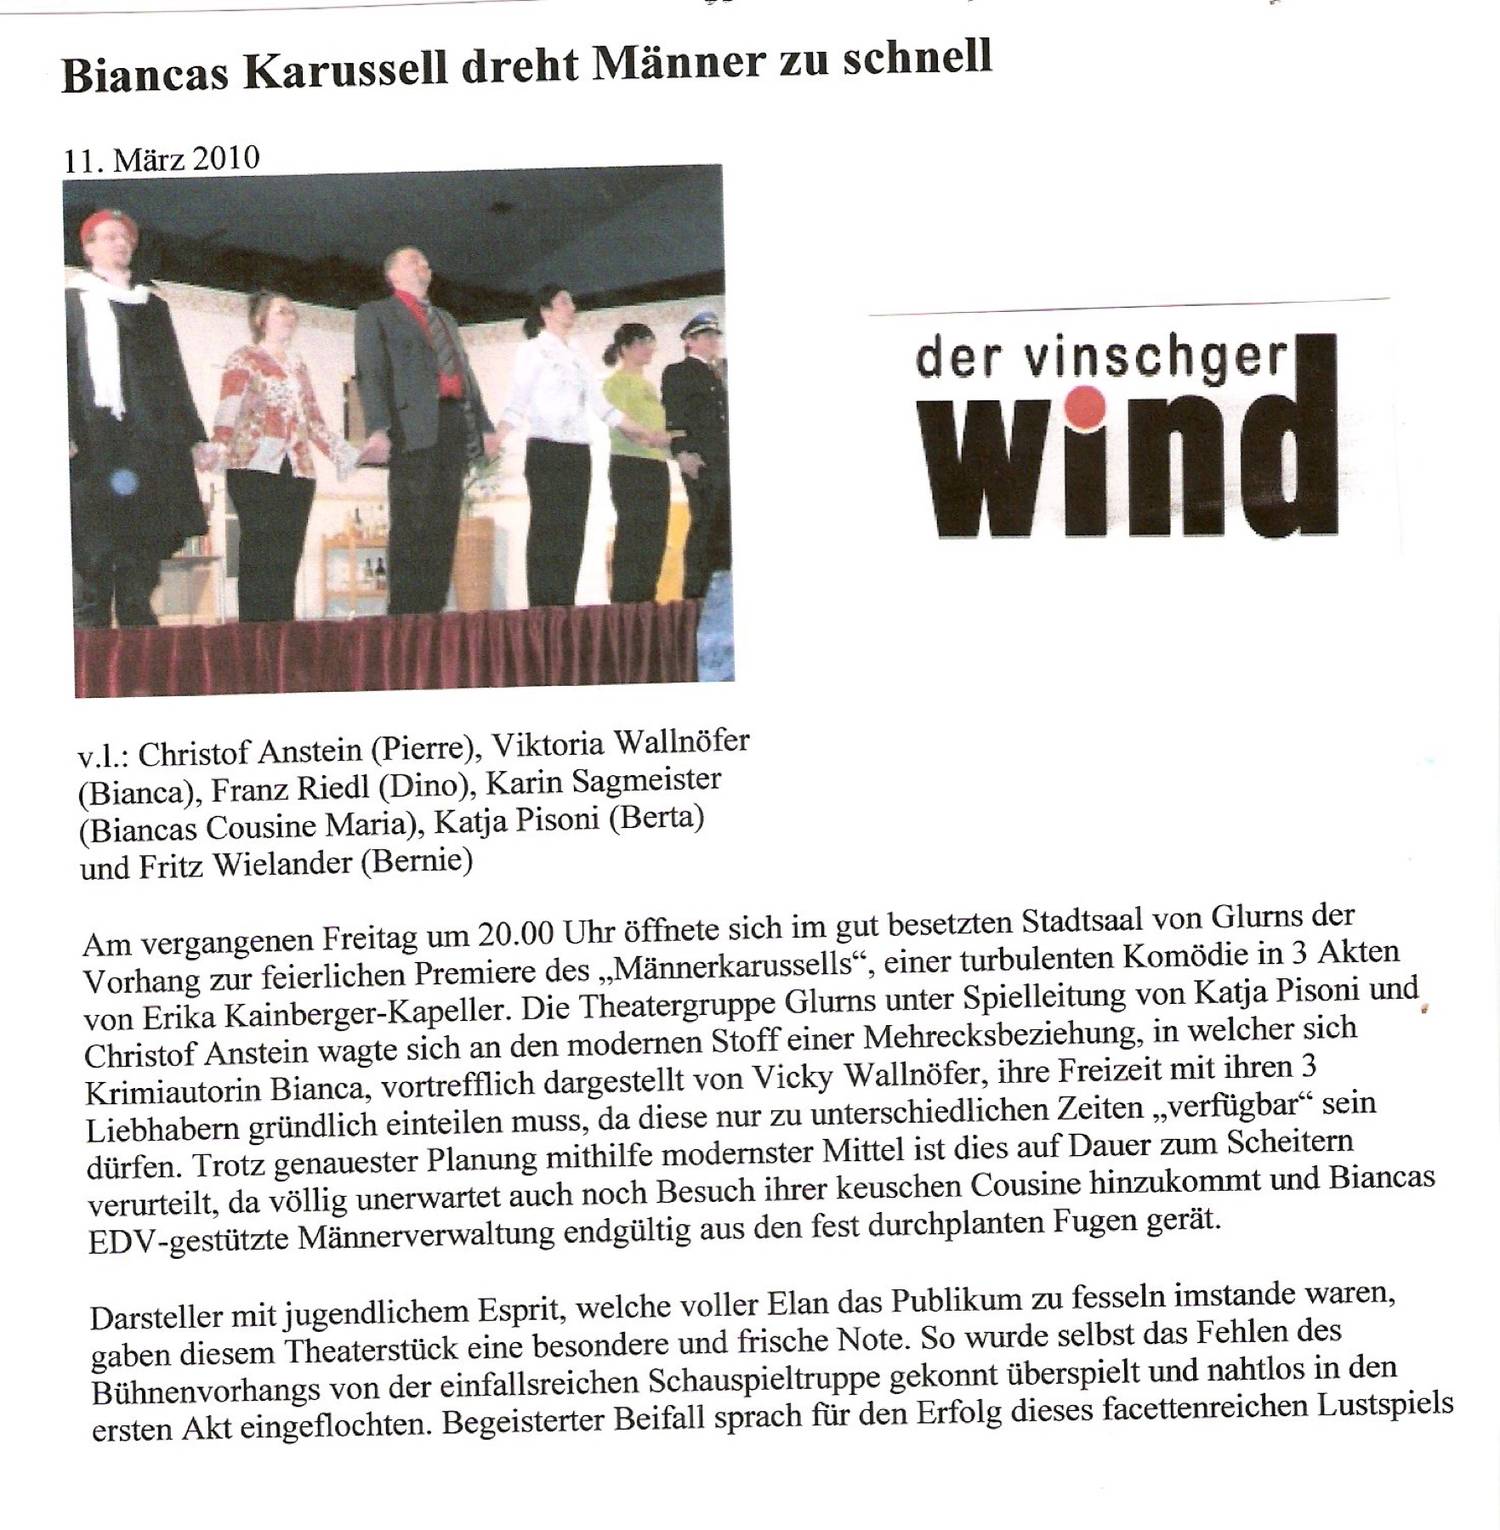 Biancas Karussell dreht Männer zu schnell
11. März 2010
der vinschger
wind
v.l.: Christof Anstein (Pierre), Viktoria Wallnöfer
(Bianca), Franz Riedl (Dino), Karin Sagmeister
(Biancas Cousine Maria), Katja Pisoni (Berta)
und Fritz Wielander (Bernie)
Am vergangenen Freitag um 20.00 Uhr öffnete sich im gut besetzten Stadtsaal von Glurns der
Vorhang zur feierlichen Premiere des „Männerkarussells“, einer turbulenten Komödie in 3 Akten
von Erika Kainberger-Kapeller. Die Theatergruppe Glurns unter Spielleitung von Katja Pisoni und
Christof Anstein wagte sich an den modernen Stoff einer Mehrecksbeziehung, in welcher sich
Krimiautorin Bianca, vortrefflich dargestellt von Vicky Wallnöfer, ihre Freizeit mit ihren 3
Liebhabern gründlich einteilen muss, da diese nur zu unterschiedlichen Zeiten „verfügbar“ sein
dürfen. Trotz genauester Planung mithilfe modernster Mittel ist dies auf Dauer zum Scheitern
verurteilt, da völlig unerwartet auch noch Besuch ihrer keuschen Cousine hinzukommt und Biancas
EDV-gestützte Männerverwaltung endgültig aus den fest durchplanten Fugen gerät.
Darsteller mit jugendlichem Esprit, welche voller Elan das Publikum zu fesseln imstande waren,
gaben diesem Theaterstück eine besondere und frische Note. So wurde selbst das Fehlen des
Bühnenvorhangs von der einfallsreichen Schauspieltruppe gekonnt überspielt und nahtlos in den
ersten Akt eingeflochten. Begeisterter Beifall sprach für den Erfolg dieses facettenreichen Lustspiels